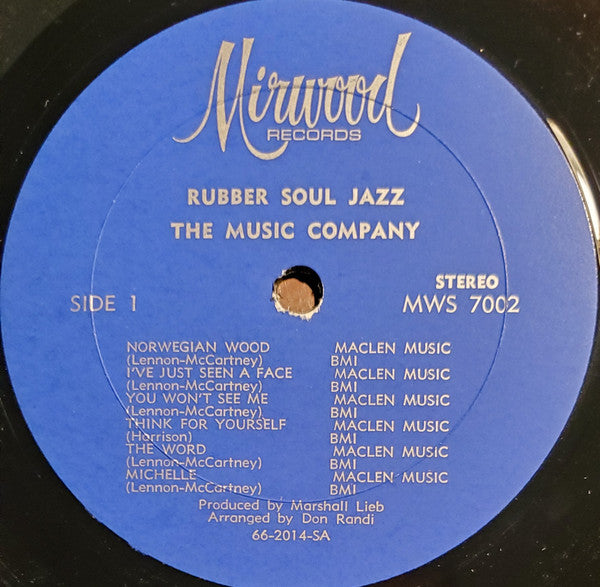 Mirwood
RECORDS
RUBBER SOUL JAZZ
THE MUSIC COMPANY
STEREO
SIDE 1 MWS 7002
NORWEGIAN WOOD MACLEN MUSIC
(Lennon-McCartney) BMI
I'VE JUST SEEN A FACE MACLEN MUSIC
(Lennon-McCartney) BMI
YOU WON'T SEE ME MACLEN MUSIC
(Lennon-McCartney) BMI
THINK FOR YOURSELF MACLEN MUSIC
(Harrison) BMI
THE WORD MACLEN MUSIC
(Lennon-McCartney) BMI
MICHELLE MACLEN MUSIC
(Lennon-McCartney) BMI
Produced by Marshall Lieb
Arranged by Don Randi
66-2014-SA